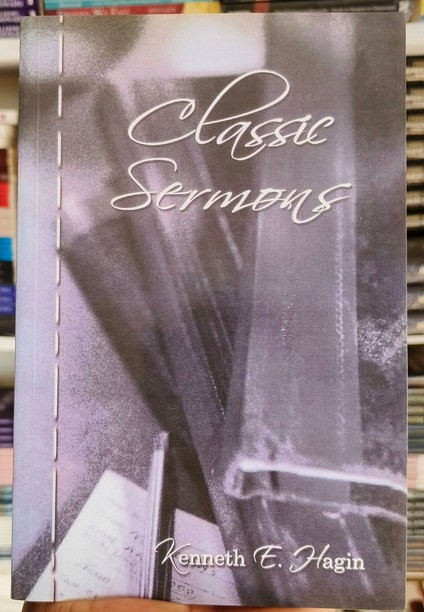 Classic
Sermons
Kenneth E. Hagin